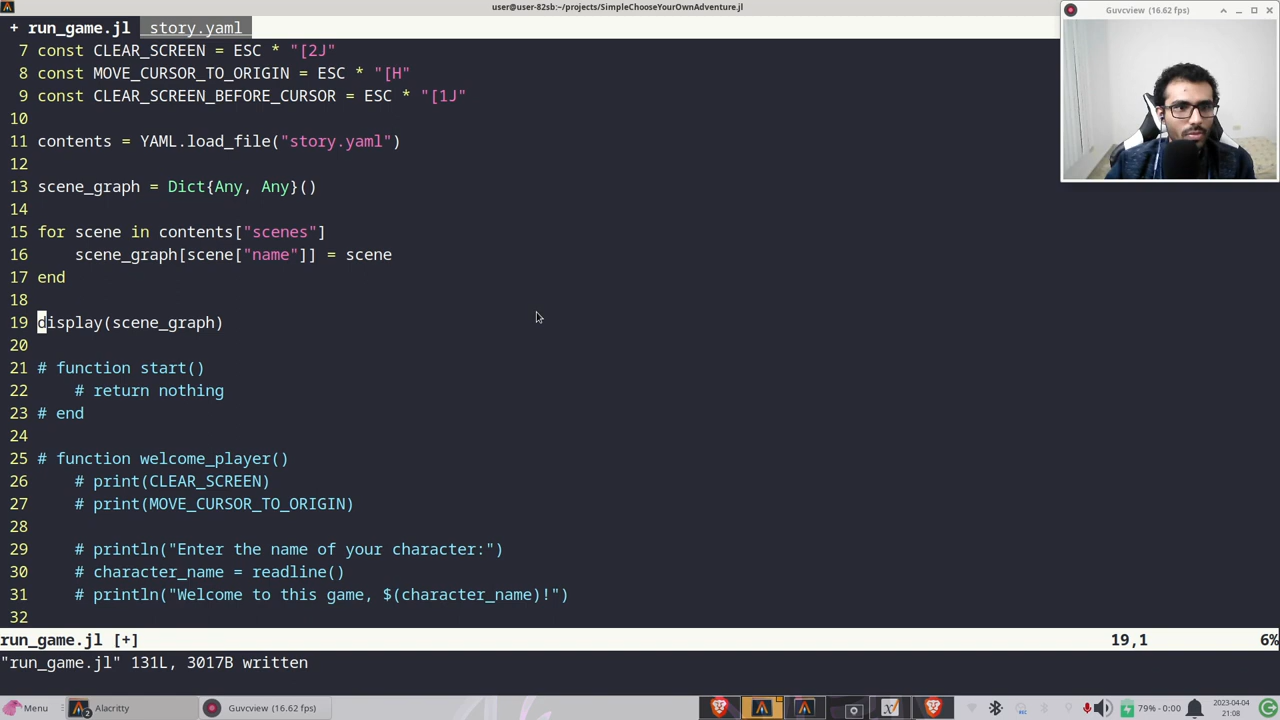 user@user-82sb:~/projects/SimpleChooseYourOwnAdventure.jl
+ run_game.jl story.yaml
Guvcview (16.62 fps)
7 const CLEAR_SCREEN = ESC * "[2J"
8 const MOVE_CURSOR_TO_ORIGIN = ESC * "[H"
9 const CLEAR_SCREEN_BEFORE_CURSOR = ESC * "[1J"
10
11 contents = YAML.load_file("story.yaml")
12
13 scene_graph = Dict{Any, Any}()
14
15 for scene in contents["scenes"]
16 scene_graph[scene["name"]] = scene
17 end
18
19 display(scene_graph)
20
21 # function start()
22 # return nothing
23 # end
24
25 # function welcome_player()
26 # print(CLEAR_SCREEN)
27 # print(MOVE_CURSOR_TO_ORIGIN)
28
29 # println("Enter the name of your character:")
30 # character_name = readline()
31 # println("Welcome to this game, $(character_name)!")
32
run_game.jl [+] 19,1 6%
"run_game.jl" 131L, 3017B written
Menu Alacritty Guvcview (16.62 fps) 79% - 0:00 2023-04-04
21:08